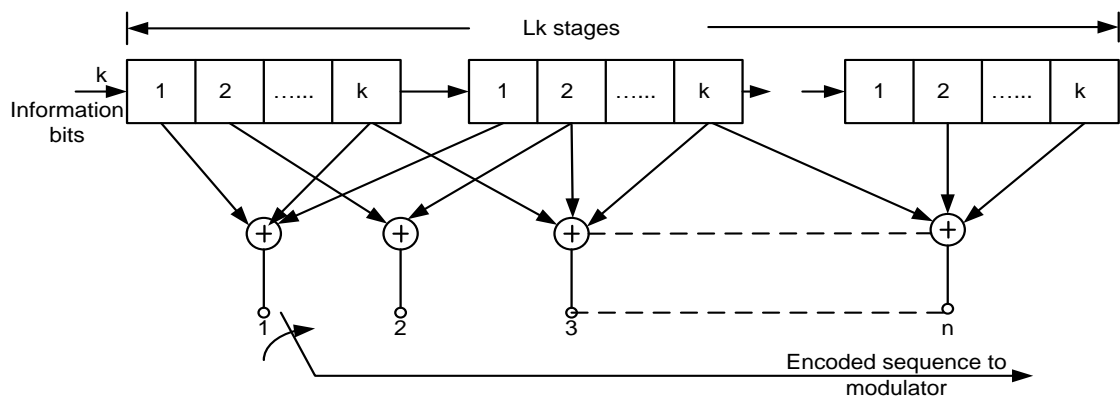 Lk stages
k
Information
bits
1 2 …... k 1 2 …... k 1 2 …... k
+ + + +
1 2 3 n
Encoded sequence to
modulator